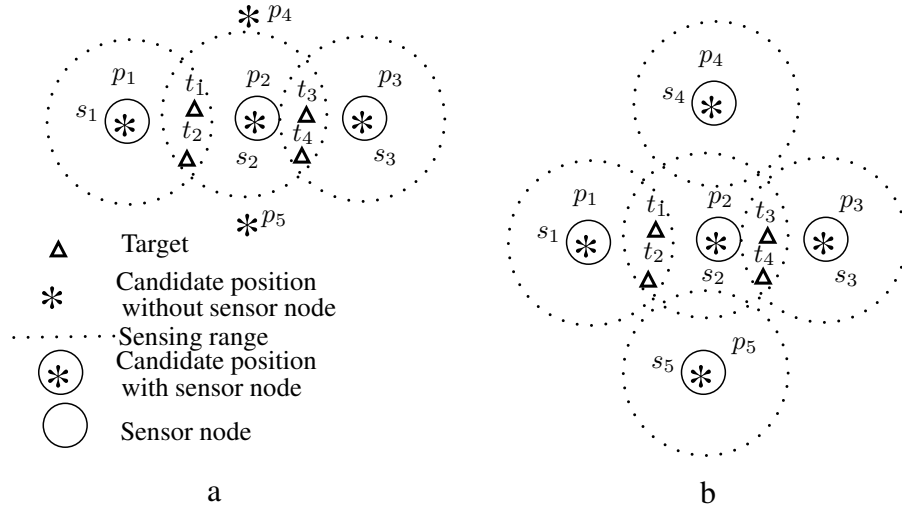 p4
p1 p2 p3
t1 t3
s1 t2 t4
s2 s3
p5
Target
Candidate position
without sensor node
Sensing range
Candidate position
with sensor node
Sensor node
a
p4
s4
p1 p2 p3
t1 t3
s1 t2 t4
s2 s3
s5 p5
b